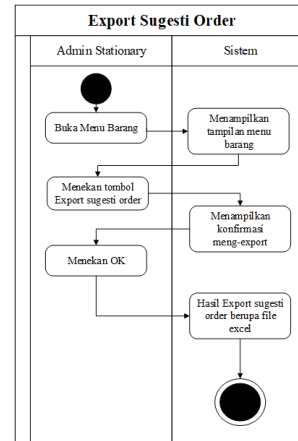 Export Sugesti Order
Admin Stationary
Sistem
Buka Menu Barang
Menampilkan
tampilan menu
barang
Menekan tombol
Export sugesti order
Menampilkan
konfirmasi
meng-export
Menekan OK
Hasil Export sugesti
order berupa file
excel